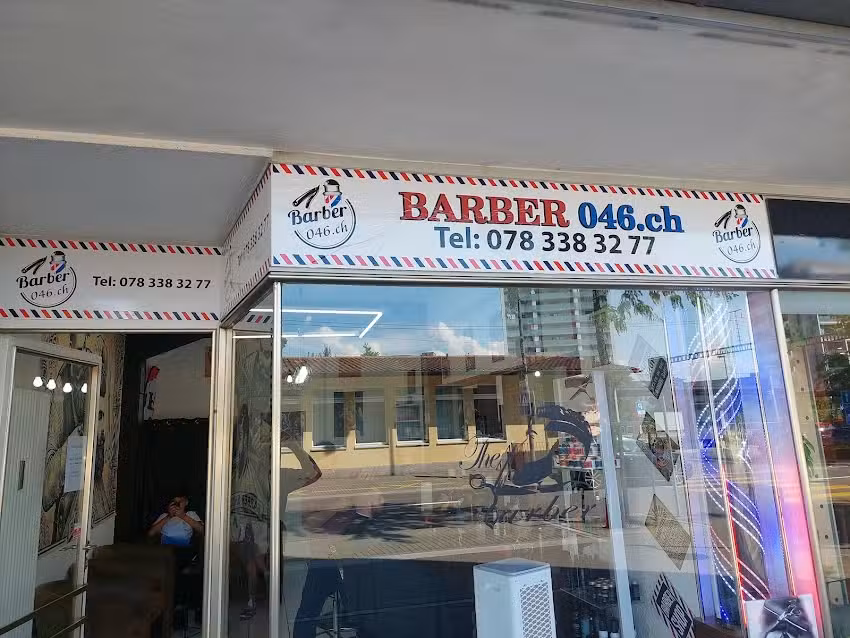 Barber
046.ch
Tel: 078 338 32 77
Barber
046.ch
BARBER 046.ch
Tel: 078 338 32 77
Barber
046.ch
The
Barber